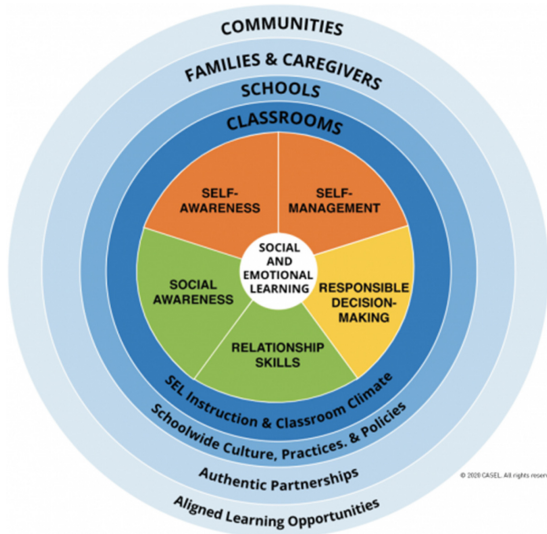 COMMUNITIES
FAMILIES & CAREGIVERS
SCHOOLS
CLASSROOMS
SELF-
AWARENESS
SELF-
MANAGEMENT
SOCIAL
AND
EMOTIONAL
LEARNING
SOCIAL
AWARENESS
RESPONSIBLE
DECISION-
MAKING
RELATIONSHIP
SKILLS
SEL Instruction & Classroom Climate
Schoolwide Culture, Practices. & Policies
Authentic Partnerships
Aligned Learning Opportunities
© 2020 CASEL. All rights reser